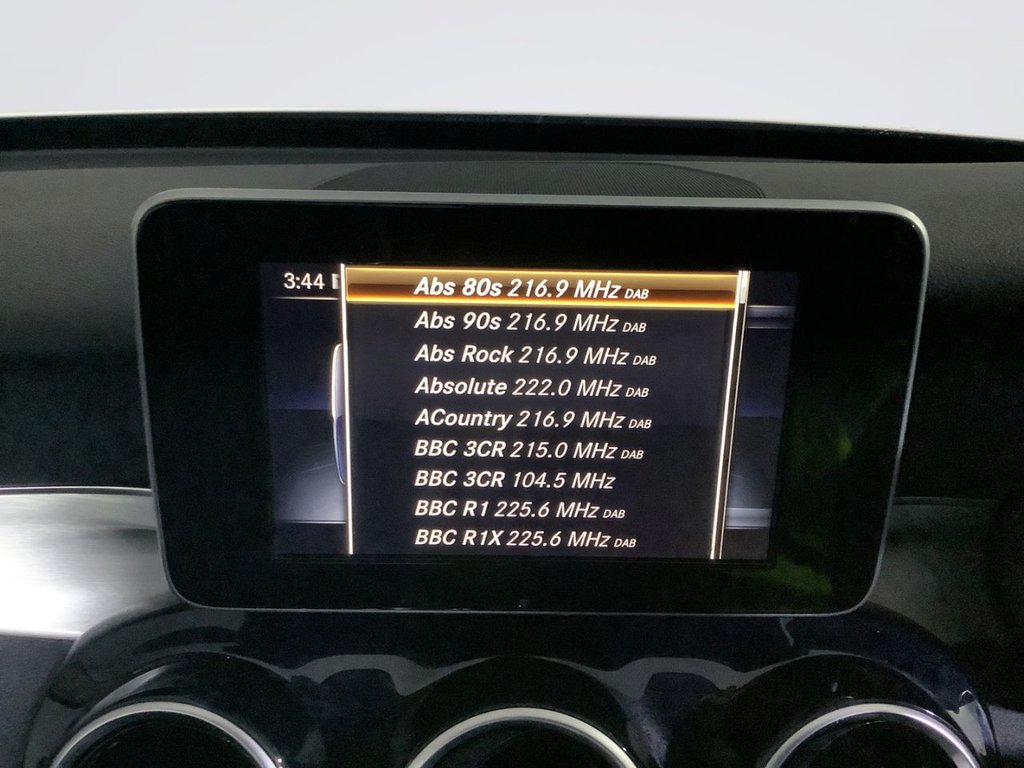 3:44
Abs 80s 216.9 MHz DAB
Abs 90s 216.9 MHz DAB
Abs Rock 216.9 MHz DAB
Absolute 222.0 MHz DAB
ACountry 216.9 MHz DAB
BBC 3CR 215.0 MHz DAB
BBC 3CR 104.5 MHz
BBC R1 225.6 MHz DAB
BBC R1X 225.6 MHz DAB